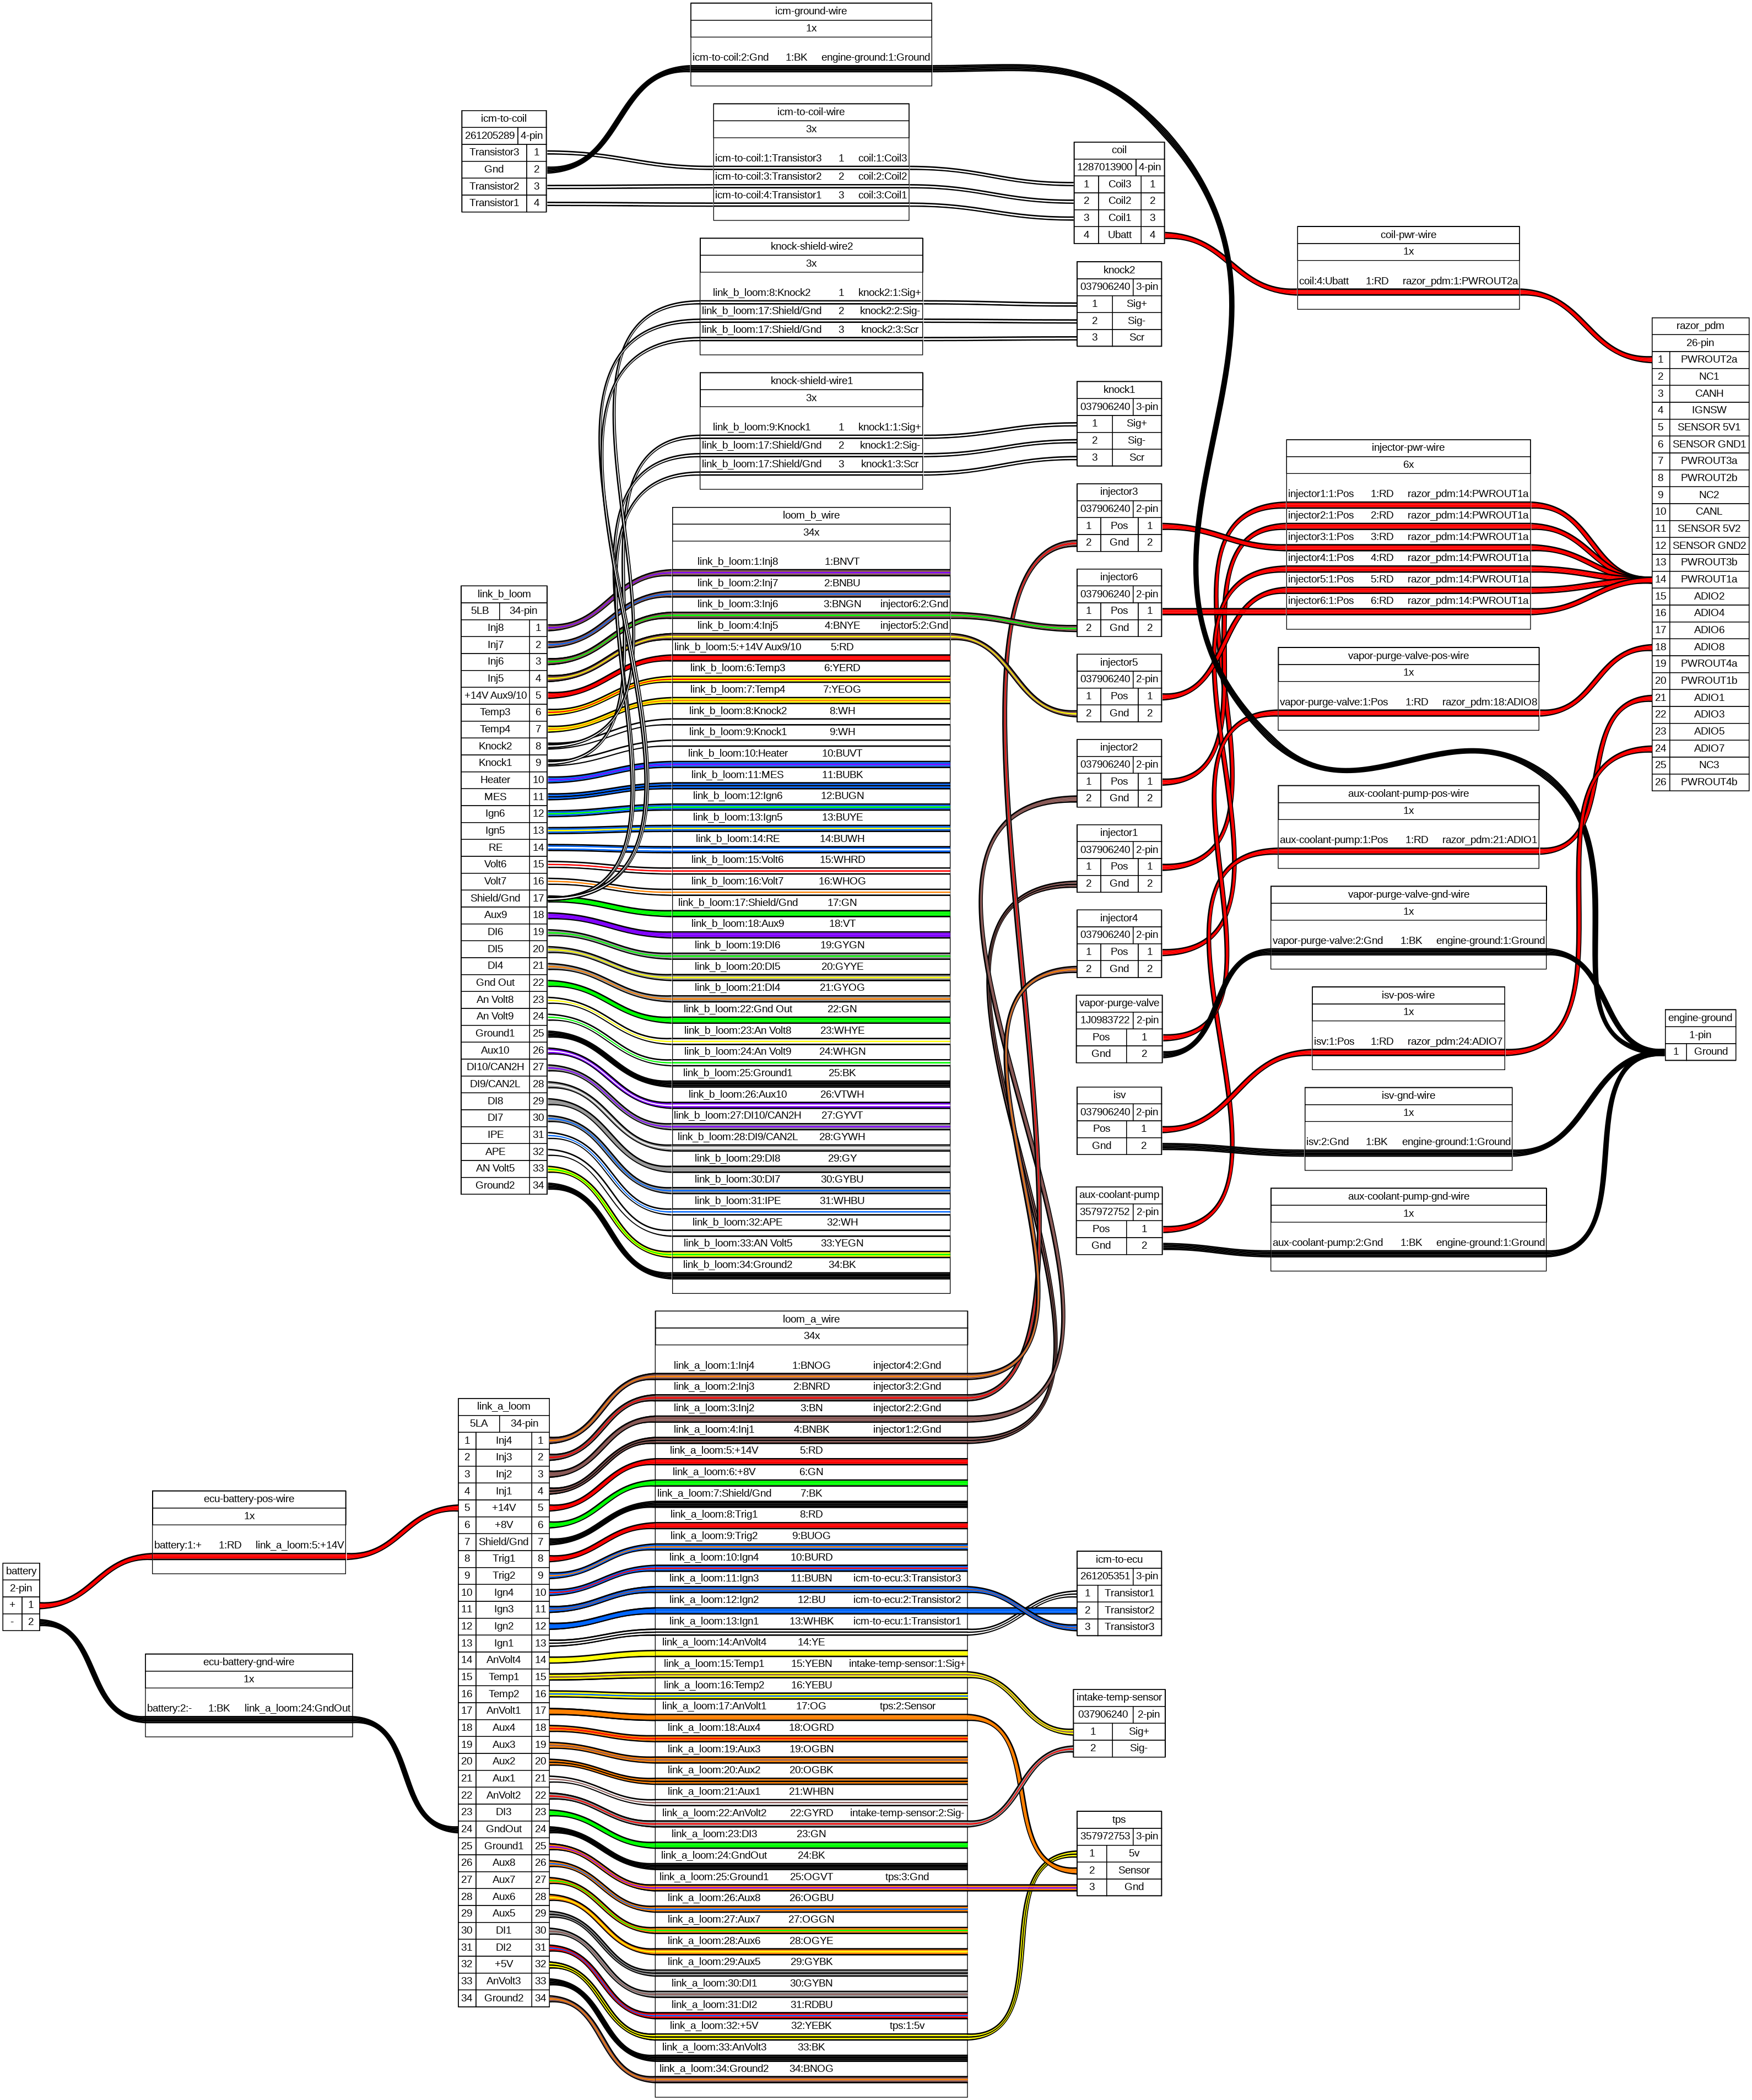 icm-ground-wire
1x
icm-to-coil:2:Gnd 1:BK engine-ground:1:Ground
icm-to-coil
261205289 4-pin
Transistor3 1
Gnd 2
Transistor2 3
Transistor1 4
icm-to-coil-wire
3x
icm-to-coil:1:Transistor3 1 coil:1:Coil3
icm-to-coil:3:Transistor2 2 coil:2:Coil2
icm-to-coil:4:Transistor1 3 coil:3:Coil1
coil
1287013900 4-pin
1 Coil3 1
2 Coil2 2
3 Coil1 3
4 Ubatt 4
coil-pwr-wire
1x
coil:4:Ubatt 1:RD razor_pdm:1:PWROUT2a
knock-shield-wire2
3x
link_b_loom:8:Knock2 1 knock2:1:Sig+
link_b_loom:17:Shield/Gnd 2 knock2:2:Sig-
link_b_loom:17:Shield/Gnd 3 knock2:3:Scr
knock2
037906240 3-pin
1 Sig+
2 Sig-
3 Scr
knock-shield-wire1
3x
link_b_loom:9:Knock1 1 knock1:1:Sig+
link_b_loom:17:Shield/Gnd 2 knock1:2:Sig-
link_b_loom:17:Shield/Gnd 3 knock1:3:Scr
knock1
037906240 3-pin
1 Sig+
2 Sig-
3 Scr
razor_pdm
26-pin
1 PWROUT2a
2 NC1
3 CANH
4 IGNSW
5 SENSOR 5V1
6 SENSOR GND1
7 PWROUT3a
8 PWROUT2b
9 NC2
10 CANL
11 SENSOR 5V2
12 SENSOR GND2
13 PWROUT3b
14 PWROUT1a
15 ADIO2
16 ADIO4
17 ADIO6
18 ADIO8
19 PWROUT4a
20 PWROUT1b
21 ADIO1
22 ADIO3
23 ADIO5
24 ADIO7
25 NC3
26 PWROUT4b
injector-pwr-wire
6x
injector1:1:Pos 1:RD razor_pdm:14:PWROUT1a
injector2:1:Pos 2:RD razor_pdm:14:PWROUT1a
injector3:1:Pos 3:RD razor_pdm:14:PWROUT1a
injector4:1:Pos 4:RD razor_pdm:14:PWROUT1a
injector5:1:Pos 5:RD razor_pdm:14:PWROUT1a
injector6:1:Pos 6:RD razor_pdm:14:PWROUT1a
injector3
037906240 2-pin
1 Pos 1
2 Gnd 2
injector6
037906240 2-pin
1 Pos 1
2 Gnd 2
injector5
037906240 2-pin
1 Pos 1
2 Gnd 2
injector2
037906240 2-pin
1 Pos 1
2 Gnd 2
injector1
037906240 2-pin
1 Pos 1
2 Gnd 2
injector4
037906240 2-pin
1 Pos 1
2 Gnd 2
vapor-purge-valve
1J0983722 2-pin
Pos 1
Gnd 2
isv
037906240 2-pin
Pos 1
Gnd 2
aux-coolant-pump
357972752 2-pin
Pos 1
Gnd 2
vapor-purge-valve-pos-wire
1x
vapor-purge-valve:1:Pos 1:RD razor_pdm:18:ADIO8
aux-coolant-pump-pos-wire
1x
aux-coolant-pump:1:Pos 1:RD razor_pdm:21:ADIO1
vapor-purge-valve-gnd-wire
1x
vapor-purge-valve:2:Gnd 1:BK engine-ground:1:Ground
isv-pos-wire
1x
isv:1:Pos 1:RD razor_pdm:24:ADIO7
isv-gnd-wire
1x
isv:2:Gnd 1:BK engine-ground:1:Ground
aux-coolant-pump-gnd-wire
1x
aux-coolant-pump:2:Gnd 1:BK engine-ground:1:Ground
engine-ground
1-pin
1 Ground
link_b_loom
5LB 34-pin
Inj8 1
Inj7 2
Inj6 3
Inj5 4
+14V Aux9/10 5
Temp3 6
Temp4 7
Knock2 8
Knock1 9
Heater 10
MES 11
Ign6 12
Ign5 13
RE 14
Volt6 15
Volt7 16
Shield/Gnd 17
Aux9 18
DI6 19
DI5 20
DI4 21
Gnd Out 22
An Volt8 23
An Volt9 24
Ground1 25
Aux10 26
DI10/CAN2H 27
DI9/CAN2L 28
DI8 29
DI7 30
IPE 31
APE 32
AN Volt5 33
Ground2 34
loom_b_wire
34x
link_b_loom:1:Inj8 1:BNVT
link_b_loom:2:Inj7 2:BNBU
link_b_loom:3:Inj6 3:BNGN injector6:2:Gnd
link_b_loom:4:Inj5 4:BNYE injector5:2:Gnd
link_b_loom:5:+14V Aux9/10 5:RD
link_b_loom:6:Temp3 6:YERD
link_b_loom:7:Temp4 7:YEOG
link_b_loom:8:Knock2 8:WH
link_b_loom:9:Knock1 9:WH
link_b_loom:10:Heater 10:BUVT
link_b_loom:11:MES 11:BUBK
link_b_loom:12:Ign6 12:BUGN
link_b_loom:13:Ign5 13:BUYE
link_b_loom:14:RE 14:BUWH
link_b_loom:15:Volt6 15:WHRD
link_b_loom:16:Volt7 16:WHOG
link_b_loom:17:Shield/Gnd 17:GN
link_b_loom:18:Aux9 18:VT
link_b_loom:19:DI6 19:GYGN
link_b_loom:20:DI5 20:GYYE
link_b_loom:21:DI4 21:GYOG
link_b_loom:22:Gnd Out 22:GN
link_b_loom:23:An Volt8 23:WHYE
link_b_loom:24:An Volt9 24:WHGN
link_b_loom:25:Ground1 25:BK
link_b_loom:26:Aux10 26:VTWH
link_b_loom:27:DI10/CAN2H 27:GYVT
link_b_loom:28:DI9/CAN2L 28:GYWH
link_b_loom:29:DI8 29:GY
link_b_loom:30:DI7 30:GYBU
link_b_loom:31:IPE 31:WHBU
link_b_loom:32:APE 32:WH
link_b_loom:33:AN Volt5 33:YEGN
link_b_loom:34:Ground2 34:BK
battery
2-pin
+ 1
- 2
ecu-battery-pos-wire
1x
battery:1:+ 1:RD link_a_loom:5:+14V
ecu-battery-gnd-wire
1x
battery:2:- 1:BK link_a_loom:24:GndOut
link_a_loom
5LA 34-pin
1 Inj4 1
2 Inj3 2
3 Inj2 3
4 Inj1 4
5 +14V 5
6 +8V 6
7 Shield/Gnd 7
8 Trig1 8
9 Trig2 9
10 Ign4 10
11 Ign3 11
12 Ign2 12
13 Ign1 13
14 AnVolt4 14
15 Temp1 15
16 Temp2 16
17 AnVolt1 17
18 Aux4 18
19 Aux3 19
20 Aux2 20
21 Aux1 21
22 AnVolt2 22
23 DI3 23
24 GndOut 24
25 Ground1 25
26 Aux8 26
27 Aux7 27
28 Aux6 28
29 Aux5 29
30 DI1 30
31 DI2 31
32 +5V 32
33 AnVolt3 33
34 Ground2 34
loom_a_wire
34x
link_a_loom:1:Inj4 1:BNOG injector4:2:Gnd
link_a_loom:2:Inj3 2:BNRD injector3:2:Gnd
link_a_loom:3:Inj2 3:BN injector2:2:Gnd
link_a_loom:4:Inj1 4:BNBK injector1:2:Gnd
link_a_loom:5:+14V 5:RD
link_a_loom:6:+8V 6:GN
link_a_loom:7:Shield/Gnd 7:BK
link_a_loom:8:Trig1 8:RD
link_a_loom:9:Trig2 9:BUOG
link_a_loom:10:Ign4 10:BURD
link_a_loom:11:Ign3 11:BUBN icm-to-ecu:3:Transistor3
link_a_loom:12:Ign2 12:BU icm-to-ecu:2:Transistor2
link_a_loom:13:Ign1 13:WHBK icm-to-ecu:1:Transistor1
link_a_loom:14:AnVolt4 14:YE
link_a_loom:15:Temp1 15:YEBN intake-temp-sensor:1:Sig+
link_a_loom:16:Temp2 16:YEBU
link_a_loom:17:AnVolt1 17:OG tps:2:Sensor
link_a_loom:18:Aux4 18:OGRD
link_a_loom:19:Aux3 19:OGBN
link_a_loom:20:Aux2 20:OGBK
link_a_loom:21:Aux1 21:WHBN
link_a_loom:22:AnVolt2 22:GYRD intake-temp-sensor:2:Sig-
link_a_loom:23:DI3 23:GN
link_a_loom:24:GndOut 24:BK
link_a_loom:25:Ground1 25:OGVT tps:3:Gnd
link_a_loom:26:Aux8 26:OGBU
link_a_loom:27:Aux7 27:OGGN
link_a_loom:28:Aux6 28:OGYE
link_a_loom:29:Aux5 29:GYBK
link_a_loom:30:DI1 30:GYBN
link_a_loom:31:DI2 31:RDBU
link_a_loom:32:+5V 32:YEBK tps:1:5v
link_a_loom:33:AnVolt3 33:BK
link_a_loom:34:Ground2 34:BNOG
icm-to-ecu
261205351 3-pin
1 Transistor1
2 Transistor2
3 Transistor3
intake-temp-sensor
037906240 2-pin
1 Sig+
2 Sig-
tps
357972753 3-pin
1 5v
2 Sensor
3 Gnd